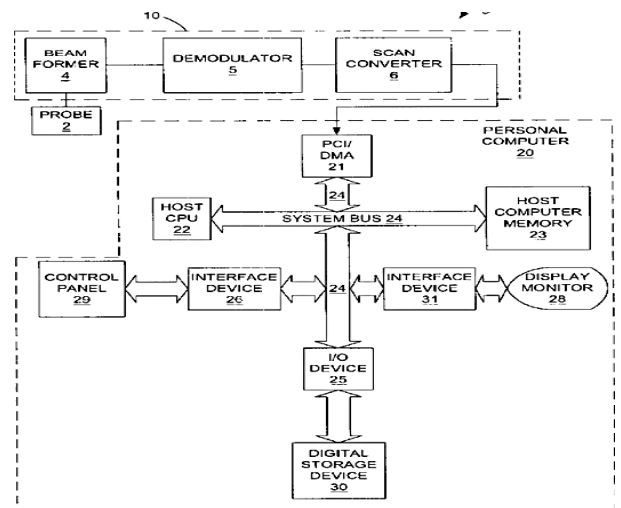 10
BEAM
FORMER
4
DEMODULATOR
5
SCAN
CONVERTER
6
PROBE
2
PERSONAL
COMPUTER
20
PCI/
DMA
21
24
HOST
CPU
22
SYSTEM BUS 24
HOST
COMPUTER
MEMORY
23
CONTROL
PANEL
29
INTERFACE
DEVICE
26
24
INTERFACE
DEVICE
31
DISPLAY
MONITOR
28
I/O
DEVICE
25
DIGITAL
STORAGE
DEVICE
30